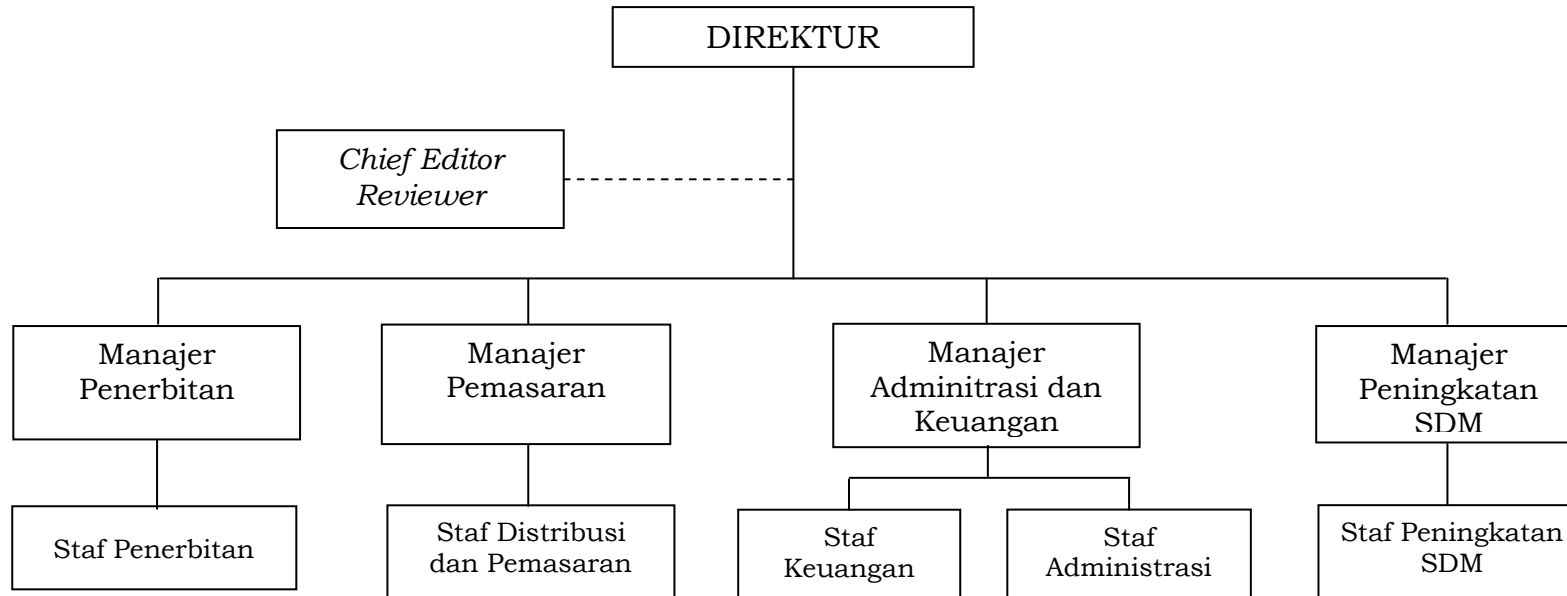 DIREKTUR
Chief Editor
Reviewer
Manajer
Penerbitan
Manajer
Pemasaran
Manajer
Adminitrasi dan
Keuangan
Manajer
Peningkatan
SDM
Staf Penerbitan
Staf Distribusi
dan Pemasaran
Staf
Keuangan
Staf
Administrasi
Staf Peningkatan
SDM